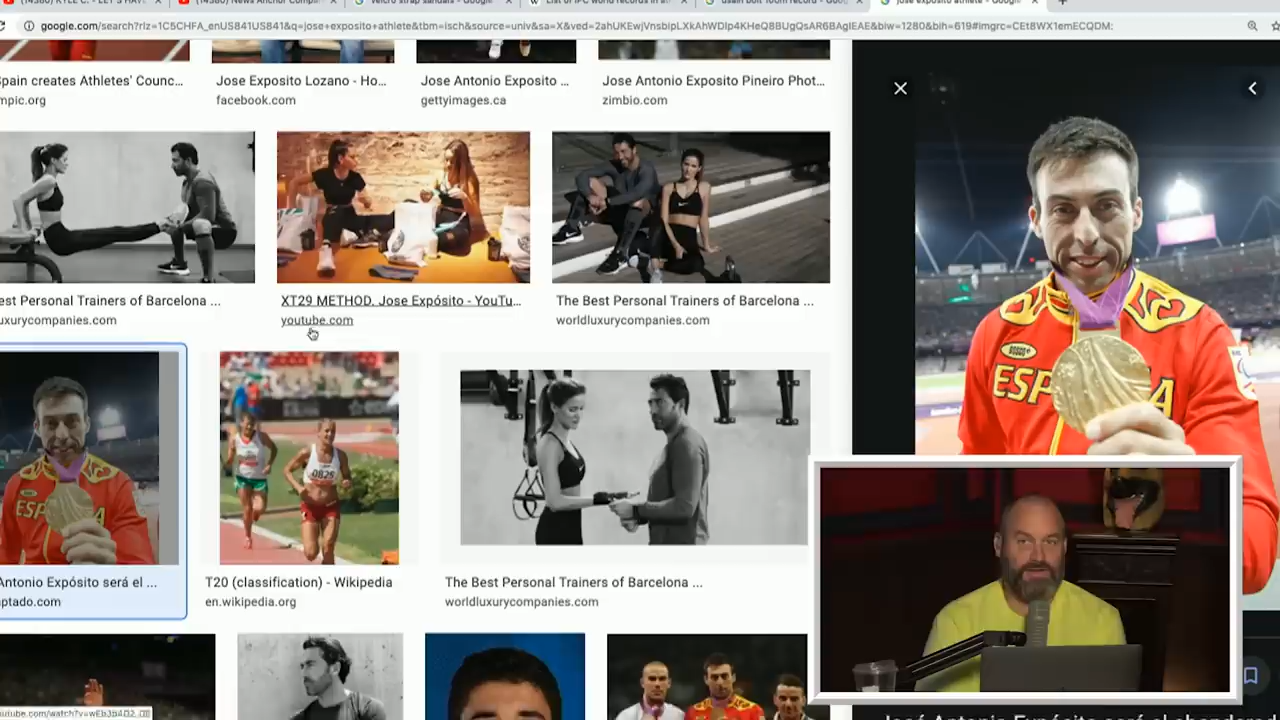 google.com/search?rlz=1C5CHFA_enUS841US841&q=jose+exposito+athlete&tbm=isch&source=univ&sa=X&ved=2ahUKEwjVnsbipLXkAhWDlp4KHeQ8BUgQsAR6BAgIEAE&biw=1280&bih=619#imgrc=CEt8WX1emECQDM:
Spain creates Athletes' Counc...
Jose Exposito Lozano - Ho...
Jose Antonio Exposito ...
Jose Antonio Exposito Pineiro Phot...
mpic.org
facebook.com
gettyimages.ca
zimbio.com
est Personal Trainers of Barcelona ...
XT29 METHOD. Jose Expósito - YouTu...
The Best Personal Trainers of Barcelona ...
uxurycompanies.com
youtube.com
worldluxurycompanies.com
0829
Antonio Expósito será el ...
T20 (classification) - Wikipedia
The Best Personal Trainers of Barcelona ...
ptado.com
en.wikipedia.org
worldluxurycompanies.com